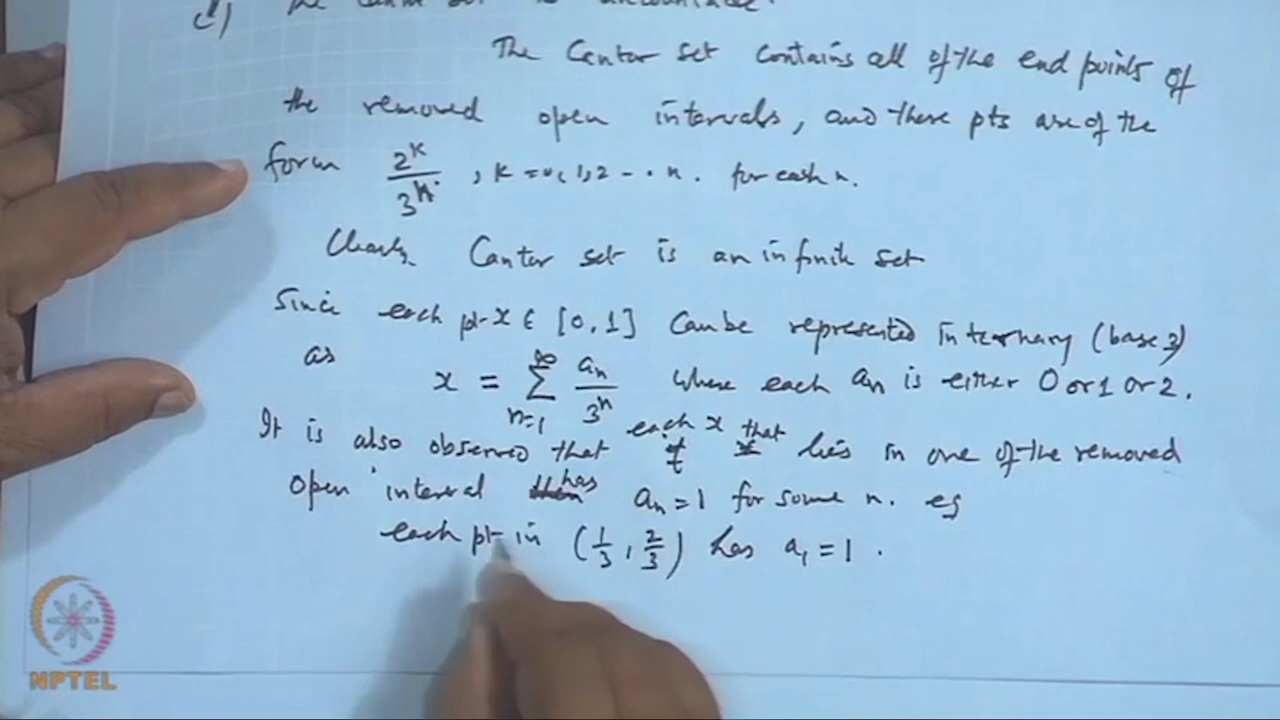 The Cantor set contains all of the end points of
the removed open intervals, and these pts are of the
form 2^k/3^n, k = 0, 1, 2 - - . n. for each n.
Clearly Cantor set is an infinite set
Since each pt x ∈ [0, 1] can be represented in ternary (base 3)
as x = ∑_{n=1}^{∞} a_n/3^n where each a_n is either 0 or 1 or 2.
It is also observed that each x that lies in one of the removed
open interval has a_n = 1 for some n. eg
each pt in (1/3, 2/3) has a_1 = 1.
NPTEL